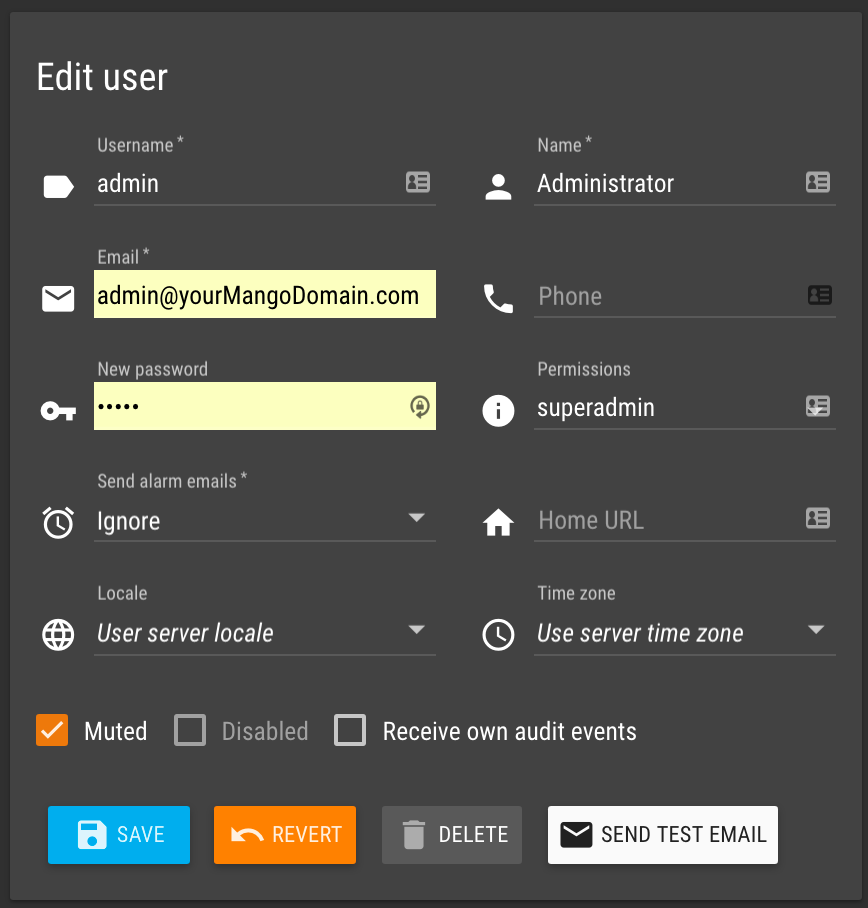 Edit user
Username *
admin
Name *
Administrator
Email *
admin@yourMangoDomain.com
Phone
New password
•••••
Permissions
superadmin
Send alarm emails *
Ignore
Home URL
Locale
User server locale
Time zone
Use server time zone
Muted
Disabled
Receive own audit events
SAVE
REVERT
DELETE
SEND TEST EMAIL